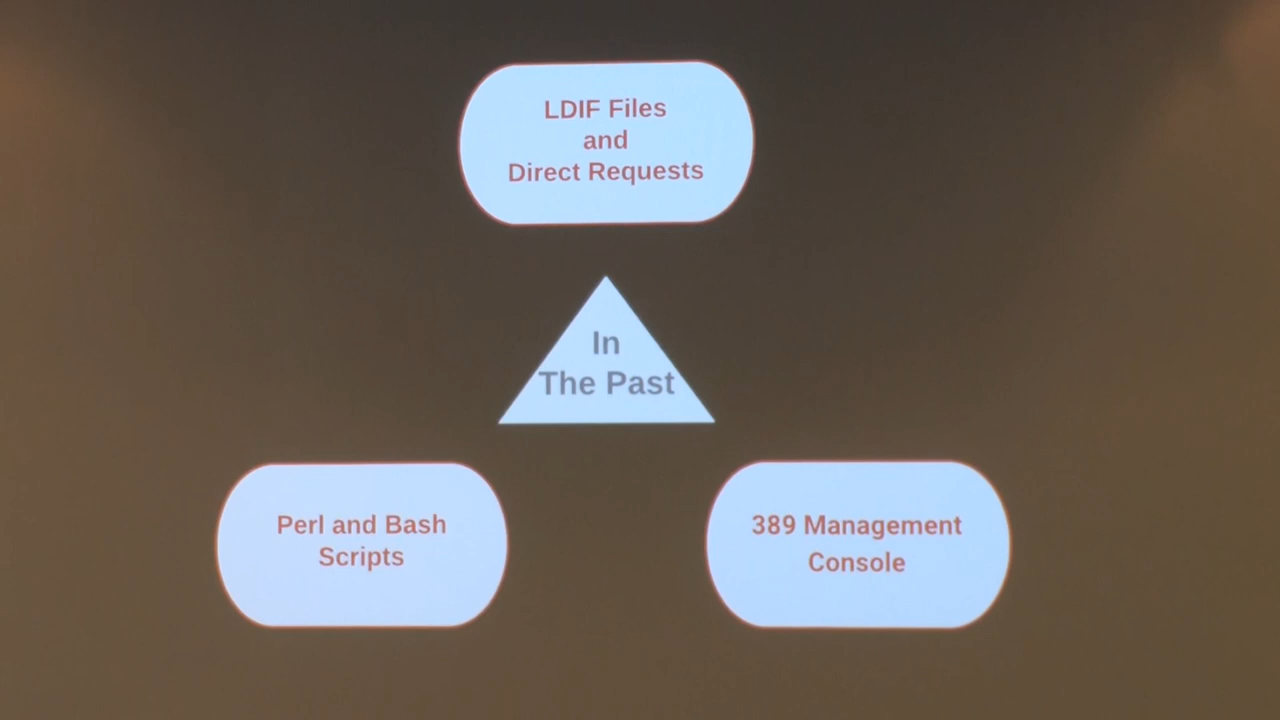 LDIF Files
and
Direct Requests
In
The Past
Perl and Bash
Scripts
389 Management
Console